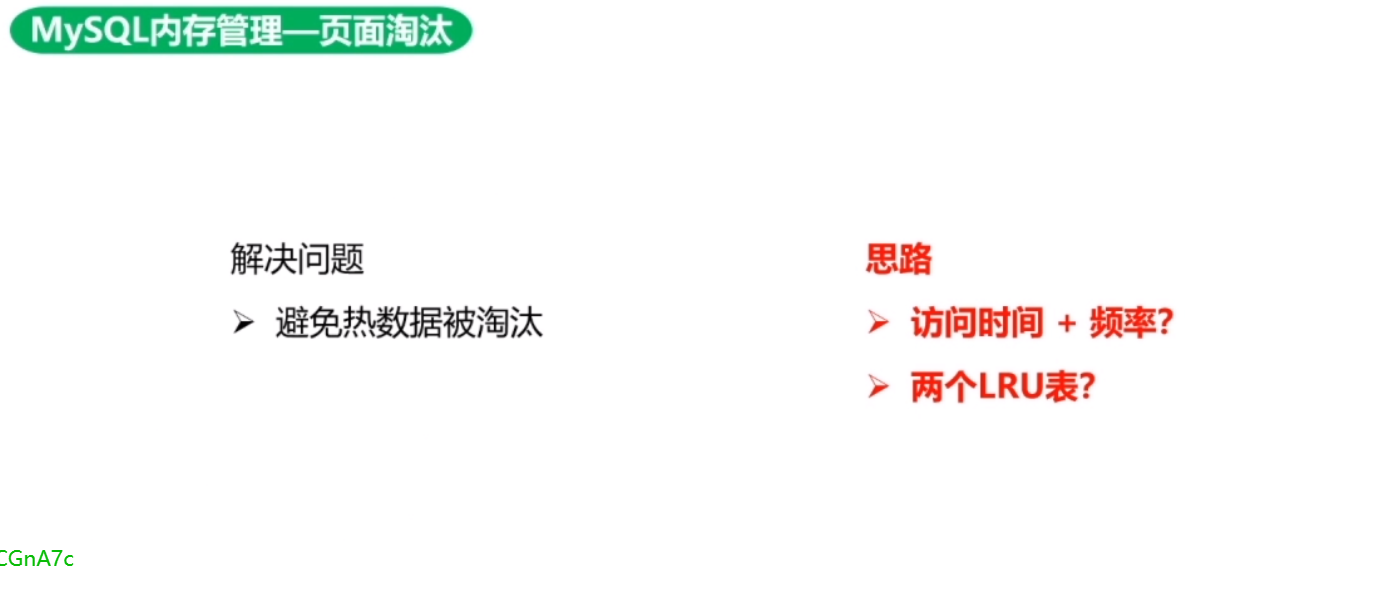 MySQL内存管理—页面淘汰
解决问题
➢ 避免热数据被淘汰
思路
➢ 访问时间 + 频率？
➢ 两个LRU表？
CGnA7c